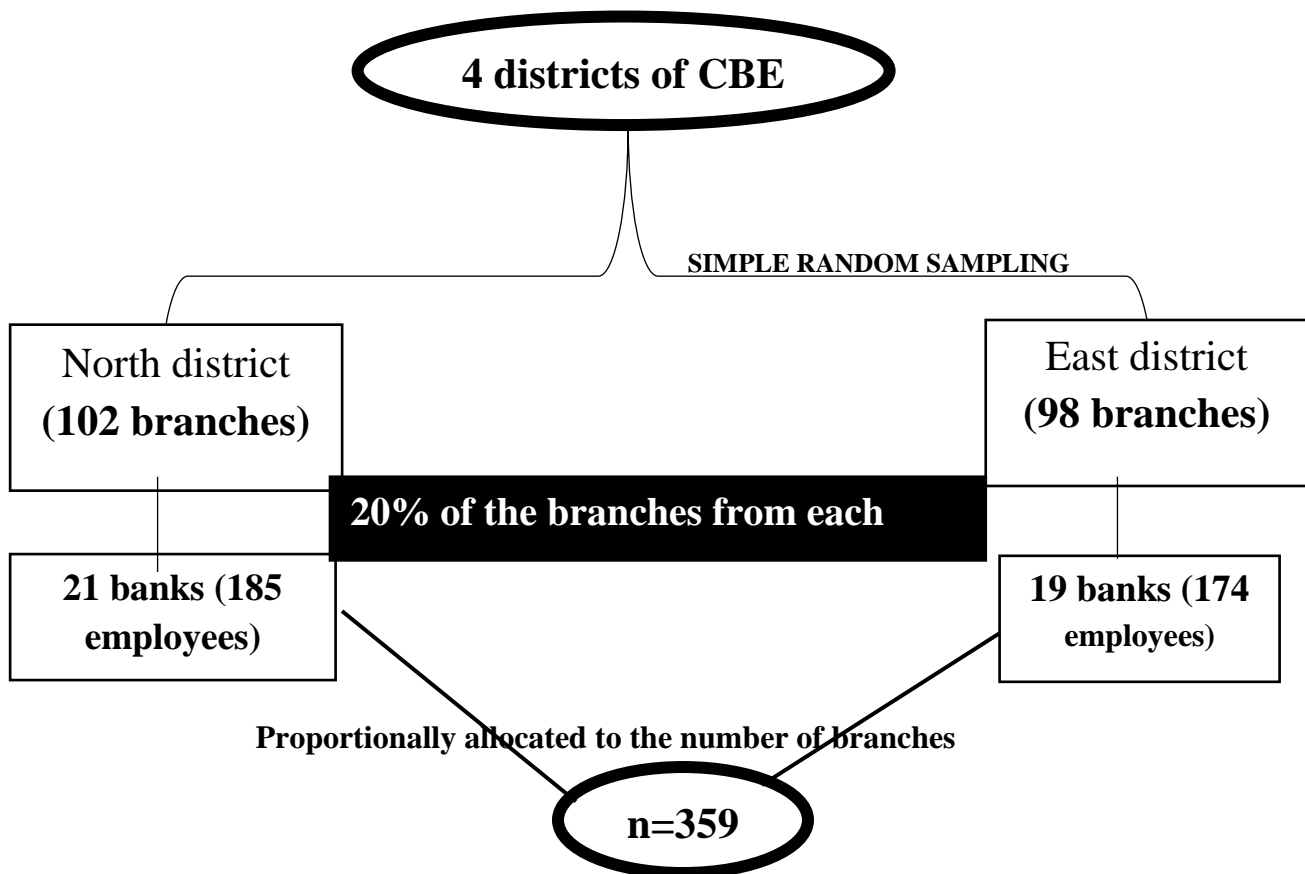 4 districts of CBE
SIMPLE RANDOM SAMPLING
North district
(102 branches)
East district
(98 branches)
20% of the branches from each
21 banks (185
employees)
19 banks (174
employees)
Proportionally allocated to the number of branches
n=359